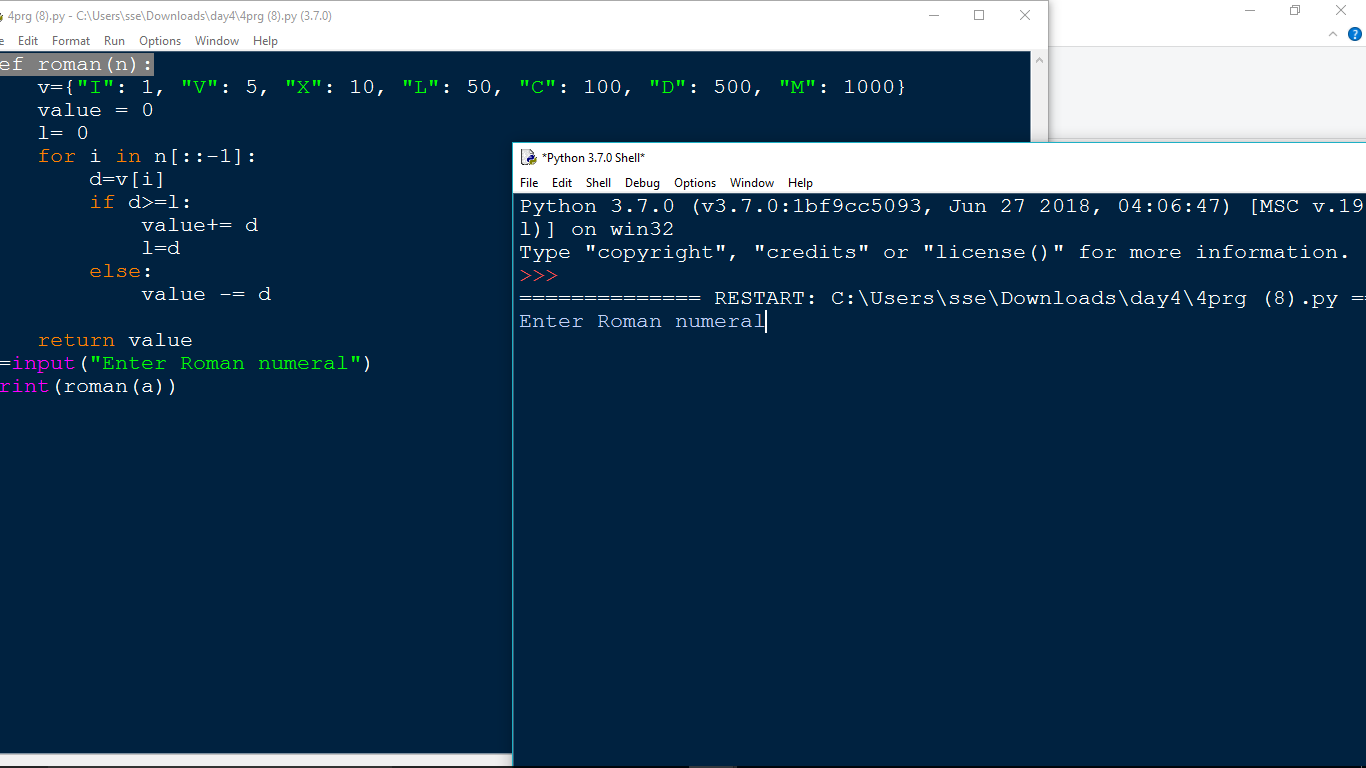 4prg (8).py - C:\Users\sse\Downloads\day4\4prg (8).py (3.7.0)
e Edit Format Run Options Window Help
ef roman(n):
v={"I": 1, "V": 5, "X": 10, "L": 50, "C": 100, "D": 500, "M": 1000}
value = 0
l= 0
for i in n[::-1]:
d=v[i]
if d>=l:
value+= d
l=d
else:
value -= d
return value
=input("Enter Roman numeral")
rint(roman(a))
*Python 3.7.0 Shell*
File Edit Shell Debug Options Window Help
Python 3.7.0 (v3.7.0:1bf9cc5093, Jun 27 2018, 04:06:47) [MSC v.19
l)] on win32
Type "copyright", "credits" or "license()" for more information.
>>>
============== RESTART: C:\Users\sse\Downloads\day4\4prg (8).py ==
Enter Roman numeral